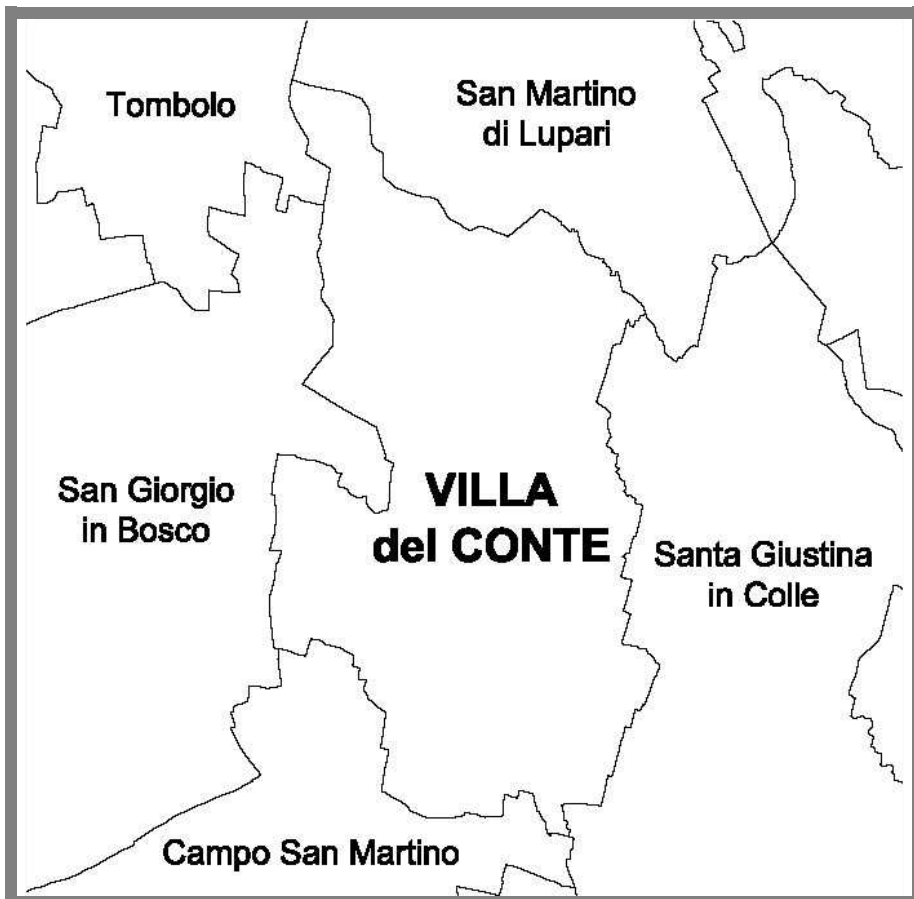 Tombolo
San Martino
di Lupari
San Giorgio
in Bosco
VILLA
del CONTE
Santa Giustina
in Colle
Campo San Martino